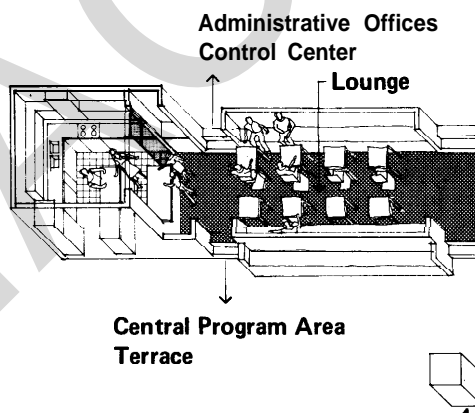 Administrative Offices
Control Center
Lounge
Central Program Area
Terrace